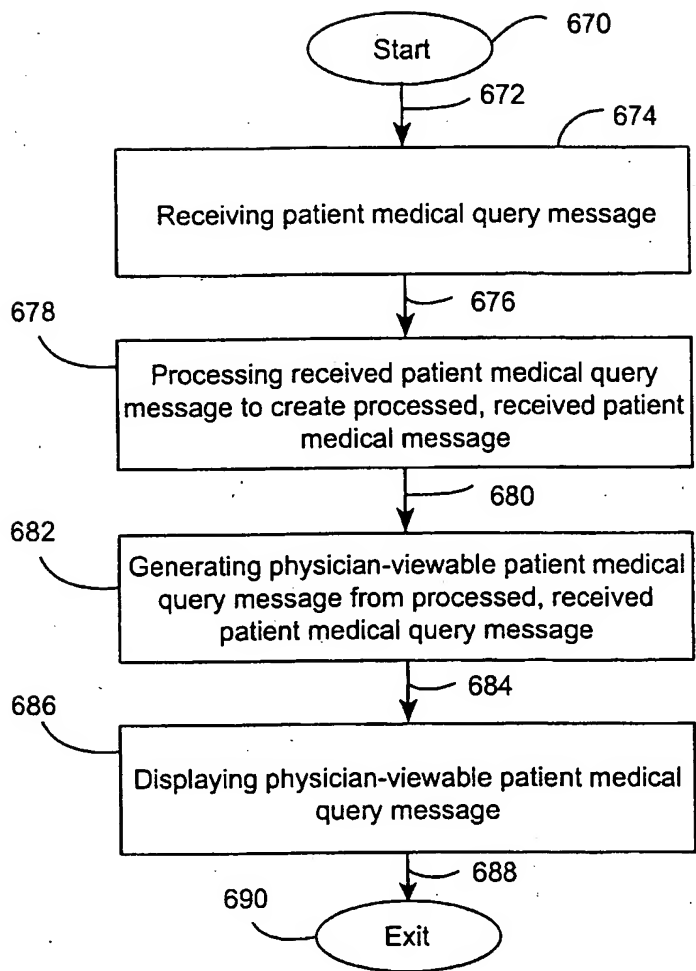 Start
670
672
674
Receiving patient medical query message
676
678
Processing received patient medical query
message to create processed, received patient
medical message
680
682
Generating physician-viewable patient medical
query message from processed, received
patient medical query message
684
686
Displaying physician-viewable patient medical
query message
688
690
Exit